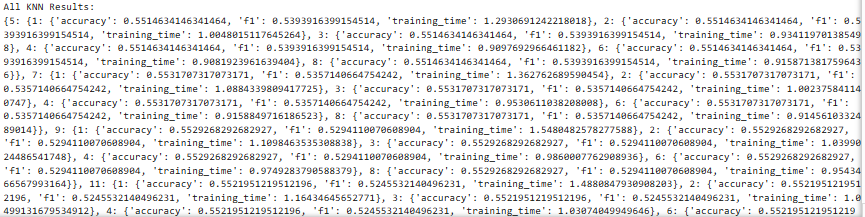 All KNN Results:
{5: {1: {'accuracy': 0.5514634146341464, 'f1': 0.5393916399154514, 'training_time': 1.2930691242218018}, 2: {'accuracy': 0.5514634146341464, 'f1': 0.5
393916399154514, 'training_time': 1.0048015117645264}, 3: {'accuracy': 0.5514634146341464, 'f1': 0.5393916399154514, 'training_time': 0.9341197013854
8}, 4: {'accuracy': 0.5514634146341464, 'f1': 0.5393916399154514, 'training_time': 0.9097692966461182}, 6: {'accuracy': 0.5514634146341464, 'f1': 0.53
93916399154514, 'training_time': 0.9081923961639404}, 8: {'accuracy': 0.5514634146341464, 'f1': 0.5393916399154514, 'training_time': 0.915871381759643
6}}, 7: {1: {'accuracy': 0.5531707317073171, 'f1': 0.5357140664754242, 'training_time': 1.362762689590454}, 2: {'accuracy': 0.5531707317073171, 'f1':
0.5357140664754242, 'training_time': 1.0884339809417725}, 3: {'accuracy': 0.5531707317073171, 'f1': 0.5357140664754242, 'training_time': 1.00237584114
0747}, 4: {'accuracy': 0.5531707317073171, 'f1': 0.5357140664754242, 'training_time': 0.9530611038208008}, 6: {'accuracy': 0.5531707317073171, 'f1':
0.5357140664754242, 'training_time': 0.9158849716186523}, 8: {'accuracy': 0.5531707317073171, 'f1': 0.5357140664754242, 'training_time': 0.91456103324
89014}}, 9: {1: {'accuracy': 0.5529268292682927, 'f1': 0.5294110070608904, 'training_time': 1.5480482578277588}, 2: {'accuracy': 0.5529268292682927,
'f1': 0.5294110070608904, 'training_time': 1.1098463535308838}, 3: {'accuracy': 0.5529268292682927, 'f1': 0.5294110070608904, 'training_time': 1.03990
24486541748}, 4: {'accuracy': 0.5529268292682927, 'f1': 0.5294110070608904, 'training_time': 0.9860007762908936}, 6: {'accuracy': 0.5529268292682927,
'f1': 0.5294110070608904, 'training_time': 0.9749283790588379}, 8: {'accuracy': 0.5529268292682927, 'f1': 0.5294110070608904, 'training_time': 0.95434
66567993164}}, 11: {1: {'accuracy': 0.5521951219512196, 'f1': 0.5245532140496231, 'training_time': 1.4880847930908203}, 2: {'accuracy': 0.552195121951
2196, 'f1': 0.5245532140496231, 'training_time': 1.16434645652771}, 3: {'accuracy': 0.5521951219512196, 'f1': 0.5245532140496231, 'training_time': 1.0
499131679534912}, 4: {'accuracy': 0.5521951219512196, 'f1': 0.5245532140496231, 'training_time': 1.03074049949646}, 6: {'accuracy': 0.552195121951219